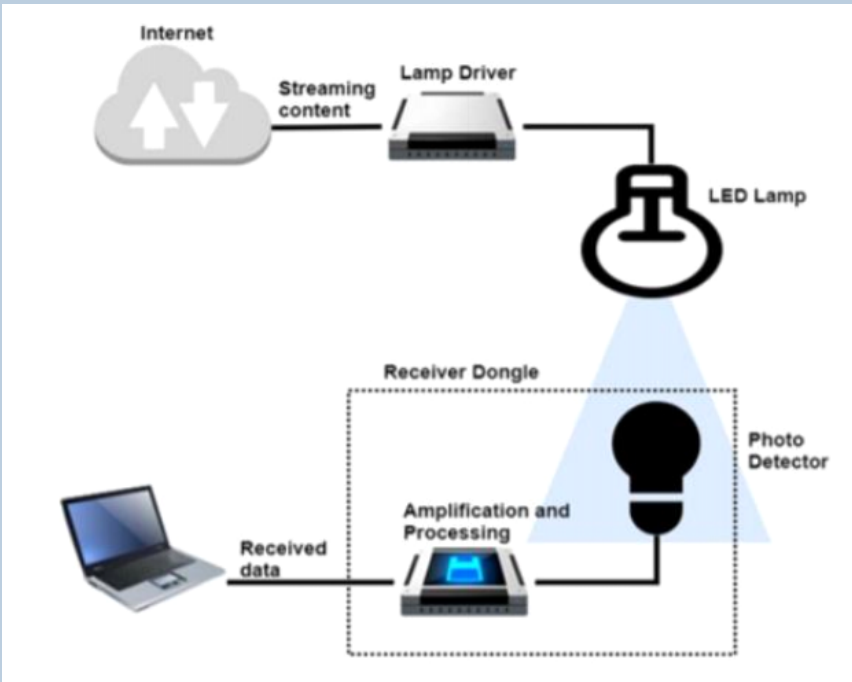 Internet
Lamp Driver
Streaming
content
LED Lamp
Receiver Dongle
Photo
Detector
Amplification and
Processing
Received
data